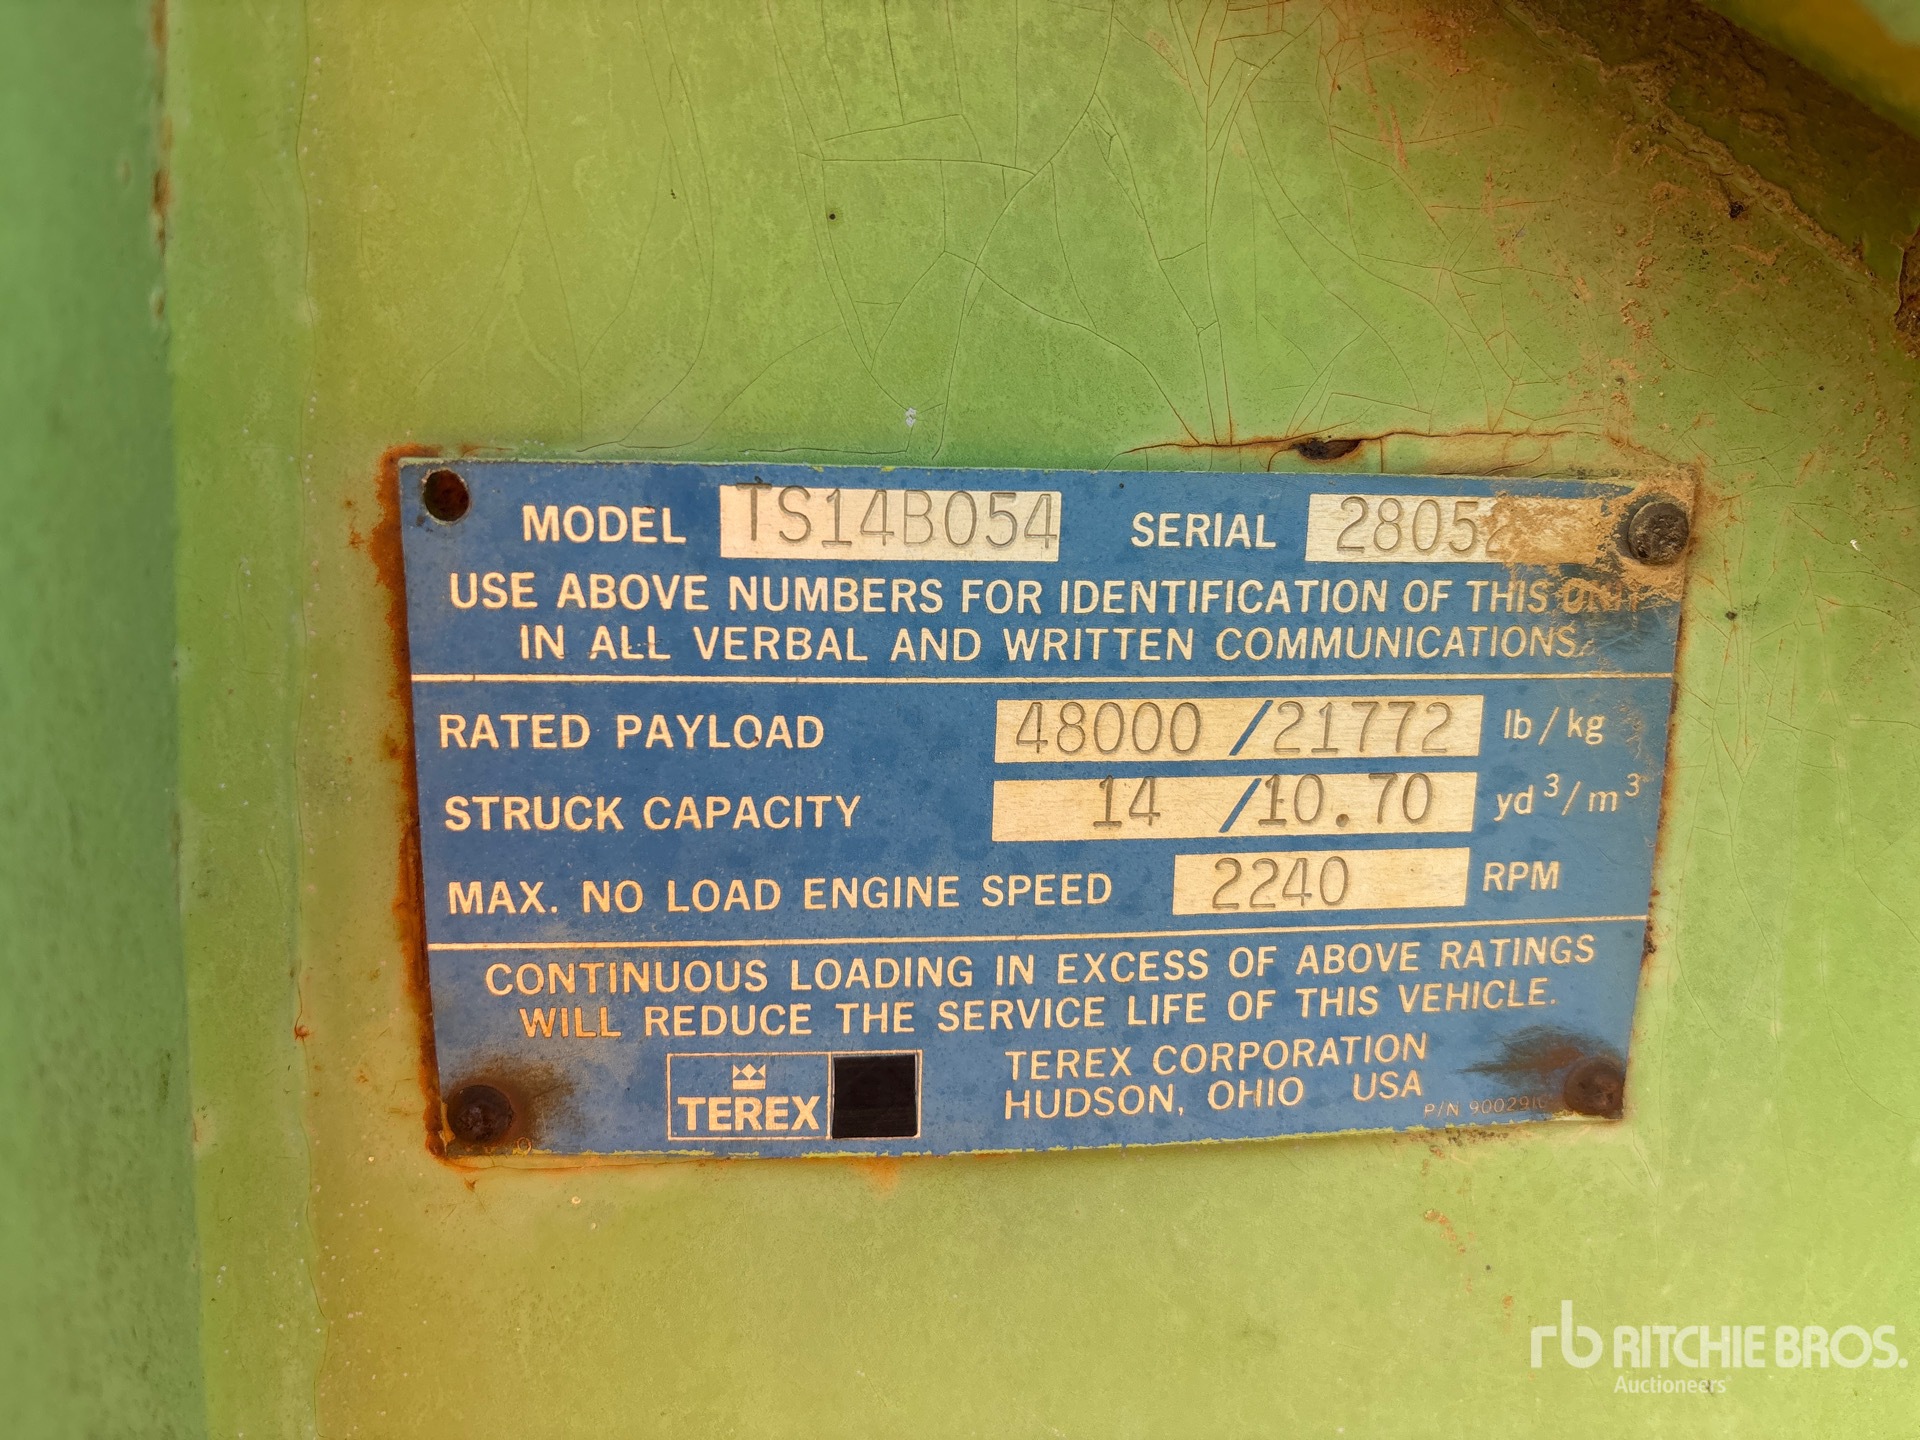 MODEL TS14B054 SERIAL 2805
USE ABOVE NUMBERS FOR IDENTIFICATION OF THIS UNIT
IN ALL VERBAL AND WRITTEN COMMUNICATIONS.
RATED PAYLOAD 48000 /21772 lb/kg
STRUCK CAPACITY 14 /10.70 yd³/m³
MAX. NO LOAD ENGINE SPEED 2240 RPM
CONTINUOUS LOADING IN EXCESS OF ABOVE RATINGS
WILL REDUCE THE SERVICE LIFE OF THIS VEHICLE.
TEREX
TEREX CORPORATION
HUDSON, OHIO USA
P/N
rb RITCHIE BROS.
Auctioneers